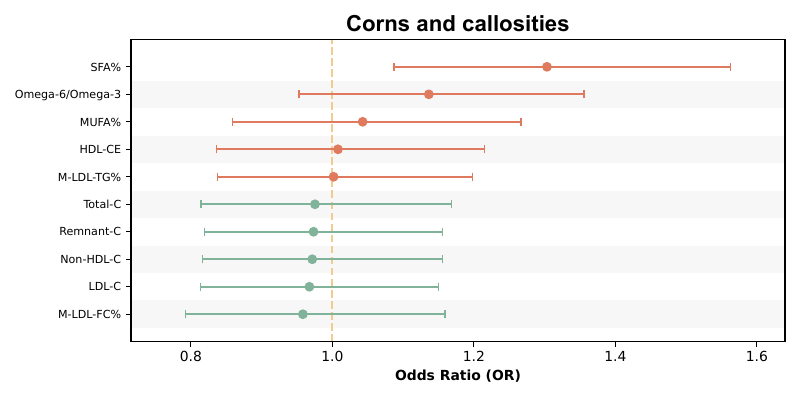 Corns and callosities
SFA%
Omega-6/Omega-3
MUFA%
HDL-CE
M-LDL-TG%
Total-C
Remnant-C
Non-HDL-C
LDL-C
M-LDL-FC%
0.8 1.0 1.2 1.4 1.6
Odds Ratio (OR)